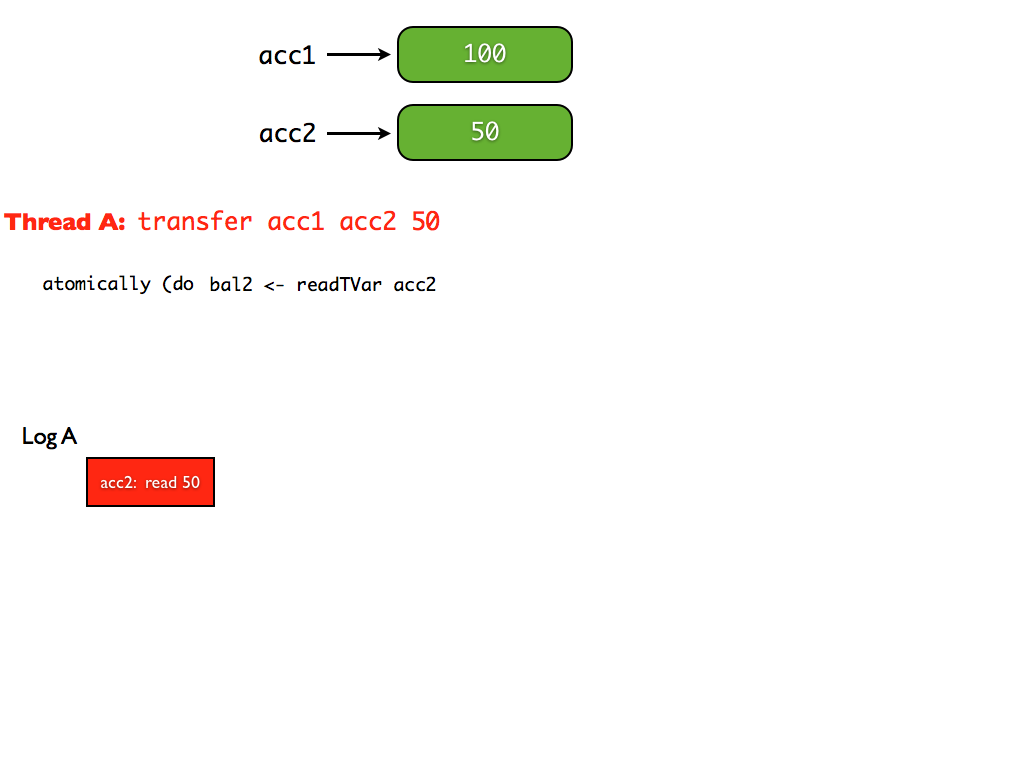 acc1 100
acc2 50
Thread A: transfer acc1 acc2 50
atomically (do bal2 <- readTVar acc2
Log A
acc2: read 50